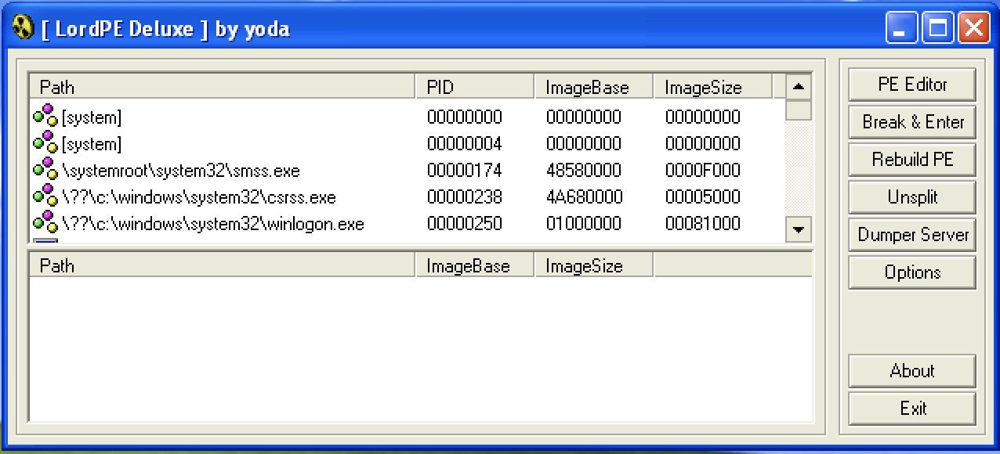 [ LordPE Deluxe ] by yoda
Path PID ImageBase ImageSize
[system] 00000000 00000000 00000000
[system] 00000004 00000000 00000000
\systemroot\system32\smss.exe 00000174 48580000 0000F000
\??\c:\windows\system32\csrss.exe 00000238 4A680000 00005000
\??\c:\windows\system32\winlogon.exe 00000250 01000000 00081000
Path ImageBase ImageSize
PE Editor
Break & Enter
Rebuild PE
Unsplit
Dumper Server
Options
About
Exit